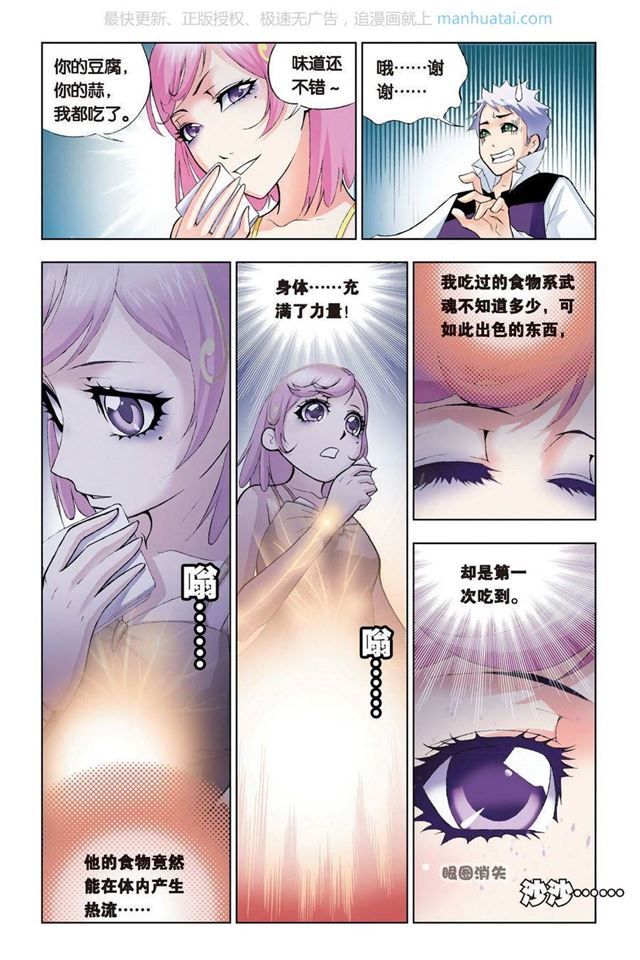 最快更新、正版授权、极速无广告，追漫画就上 manhuatai.com
你的豆腐，
你的蒜，
我都吃了。
味道还
不错～
哦……谢
谢……
嗡……
他的食物竟然
能在体内产生
热流……
身体……充
满了力量！
嗡……
我吃过的食物系武
魂不知道多少，可
如此出色的东西，
却是第一
次吃到。
眼圈消失
沙沙……